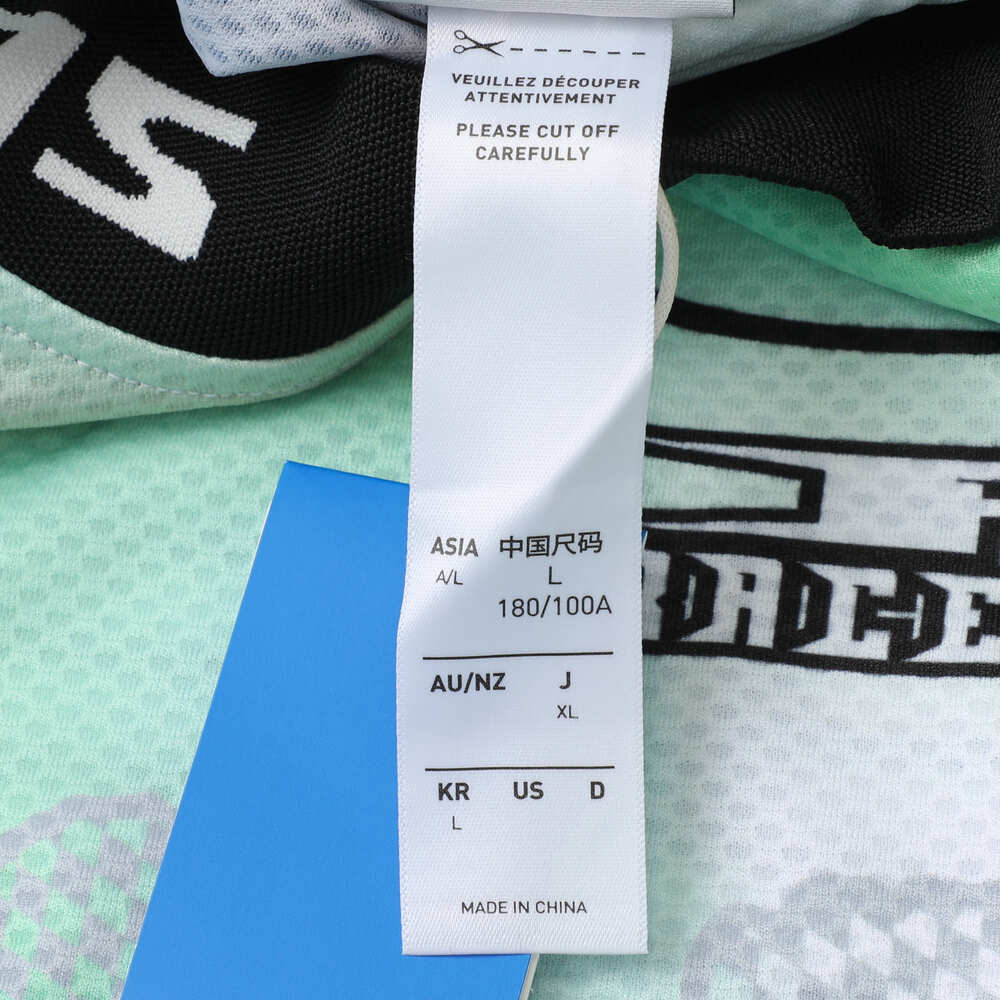 VEUILLEZ DÉCOUPER
ATTENTIVEMENT
PLEASE CUT OFF
CAREFULLY
ASIA 中国尺码
A/L L
180/100A
AU/NZ J
XL
KR US D
L
MADE IN CHINA